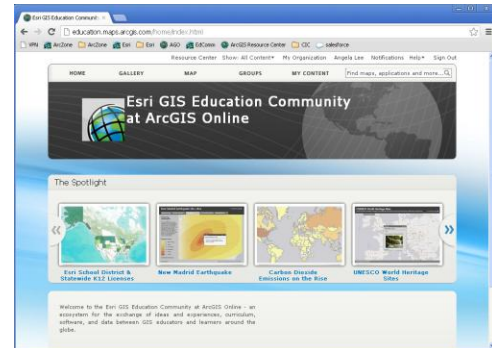 Esri GIS Education Communit
education.maps.arcgis.com/home/index.html
VPN ArcZone ArcZone Esri Esri AGO EdComm ArcGIS Resource Center CIC salesforce
Resource Center Show: All Content My Organization Angela Lee Notifications Help Sign Out
HOME GALLERY MAP GROUPS MY CONTENT Find maps, applications and more...
Esri GIS Education Community
at ArcGIS Online
The Spotlight
Esri School District &
Statewide K12 Licenses
New Madrid Earthquake
Carbon Dioxide
Emissions on the Rise
UNESCO World Heritage
Sites
Welcome to the Esri GIS Education Community at ArcGIS Online - an
ecosystem for the exchange of ideas and experiences, curriculum,
software, and data between GIS educators and learners around the
globe.